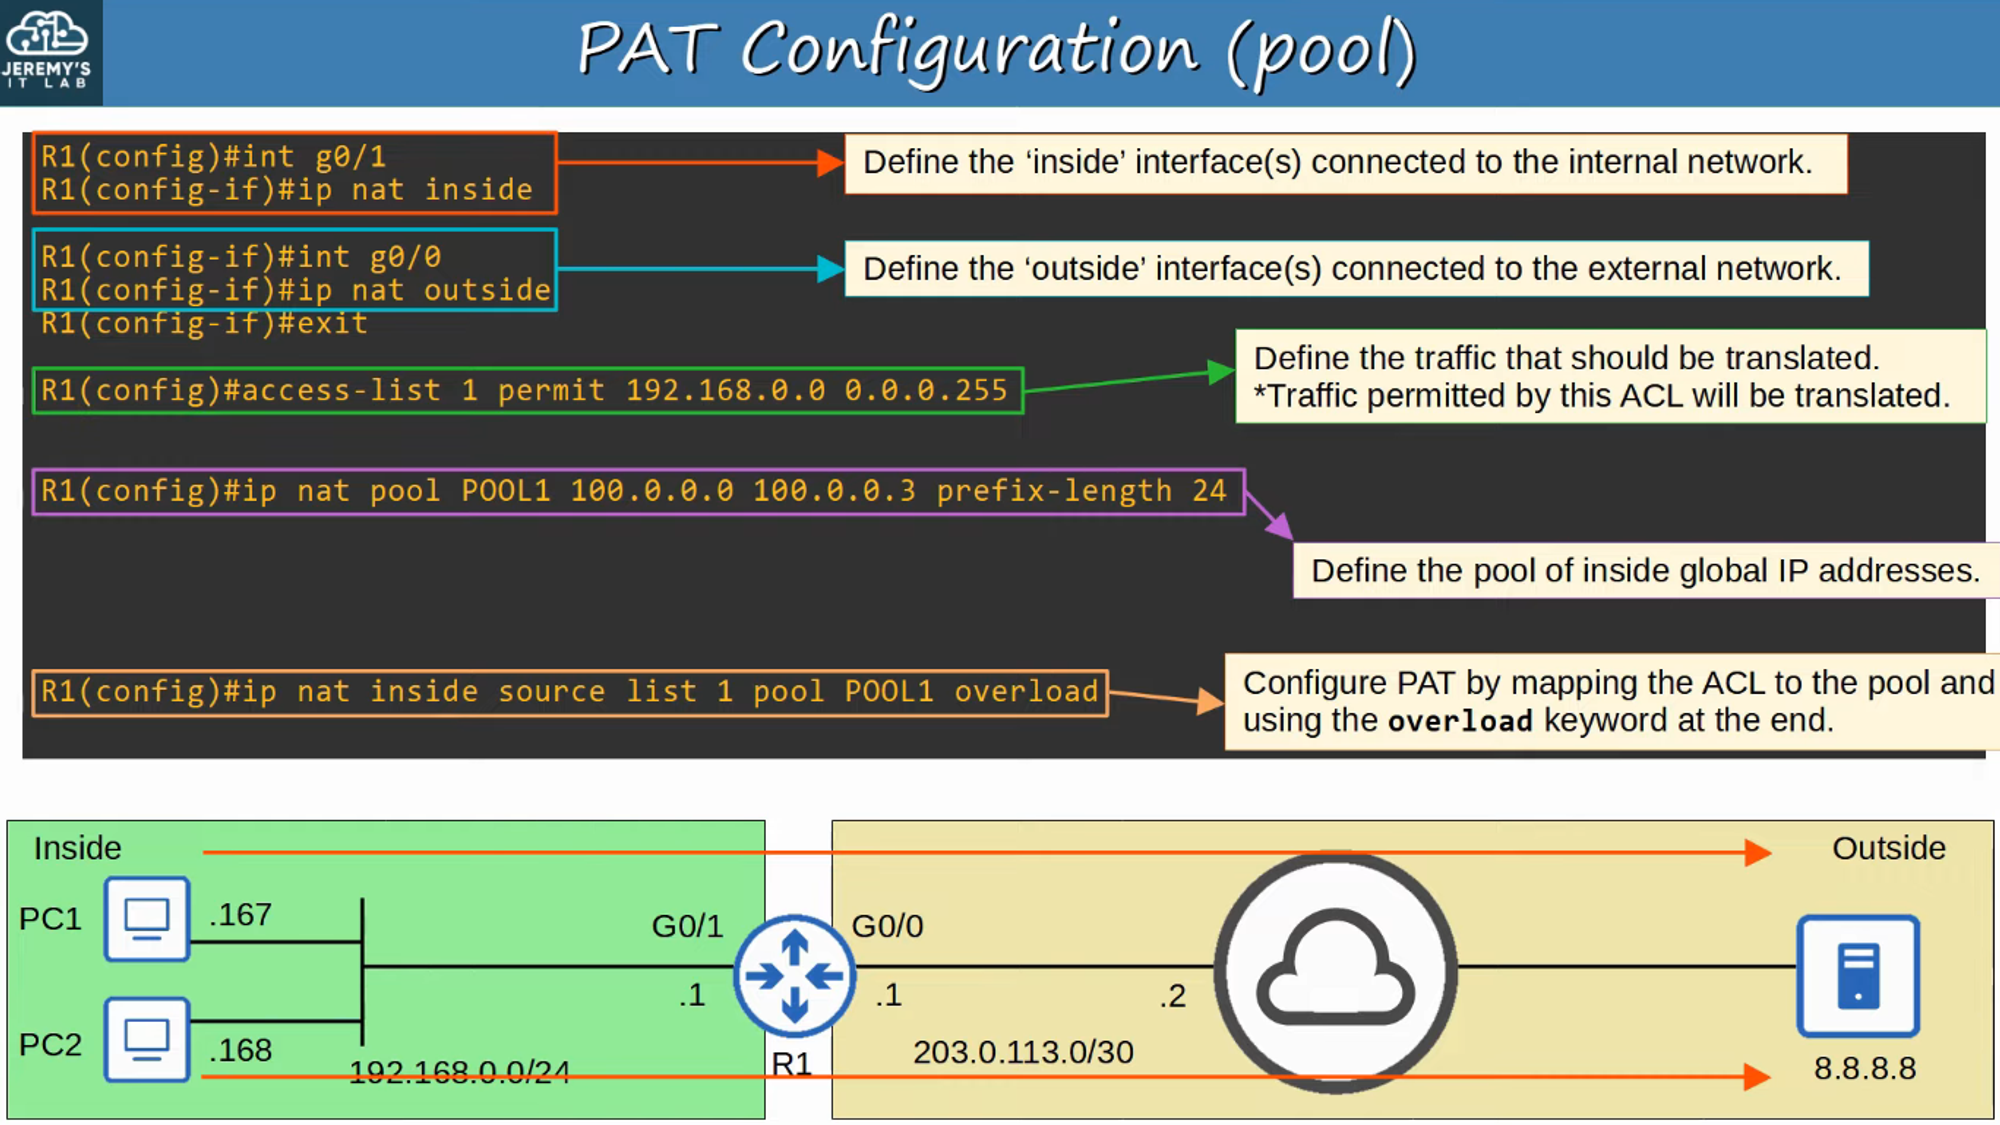 JEREMY'S
IT LAB
PAT Configuration (pool)
R1(config)#int g0/1
R1(config-if)#ip nat inside
Define the ‘inside’ interface(s) connected to the internal network.
R1(config-if)#int g0/0
R1(config-if)#ip nat outside
Define the ‘outside’ interface(s) connected to the external network.
R1(config-if)#exit
R1(config)#access-list 1 permit 192.168.0.0 0.0.0.255
Define the traffic that should be translated.
*Traffic permitted by this ACL will be translated.
R1(config)#ip nat pool POOL1 100.0.0.0 100.0.0.3 prefix-length 24
Define the pool of inside global IP addresses.
R1(config)#ip nat inside source list 1 pool POOL1 overload
Configure PAT by mapping the ACL to the pool and
using the overload keyword at the end.
Inside
Outside
PC1
.167
G0/1
G0/0
.1
.1
.2
PC2
.168
192.168.0.0/24
R1
203.0.113.0/30
8.8.8.8